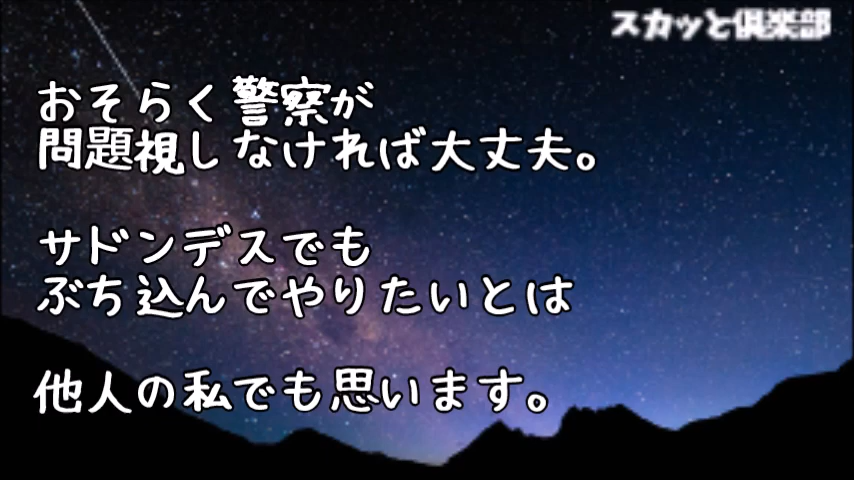 スカッと倶楽部
おそらく警察が
問題視しなければ大丈夫。
サドンデスでも
ぶち込んでやりたいとは
他人の私でも思います。